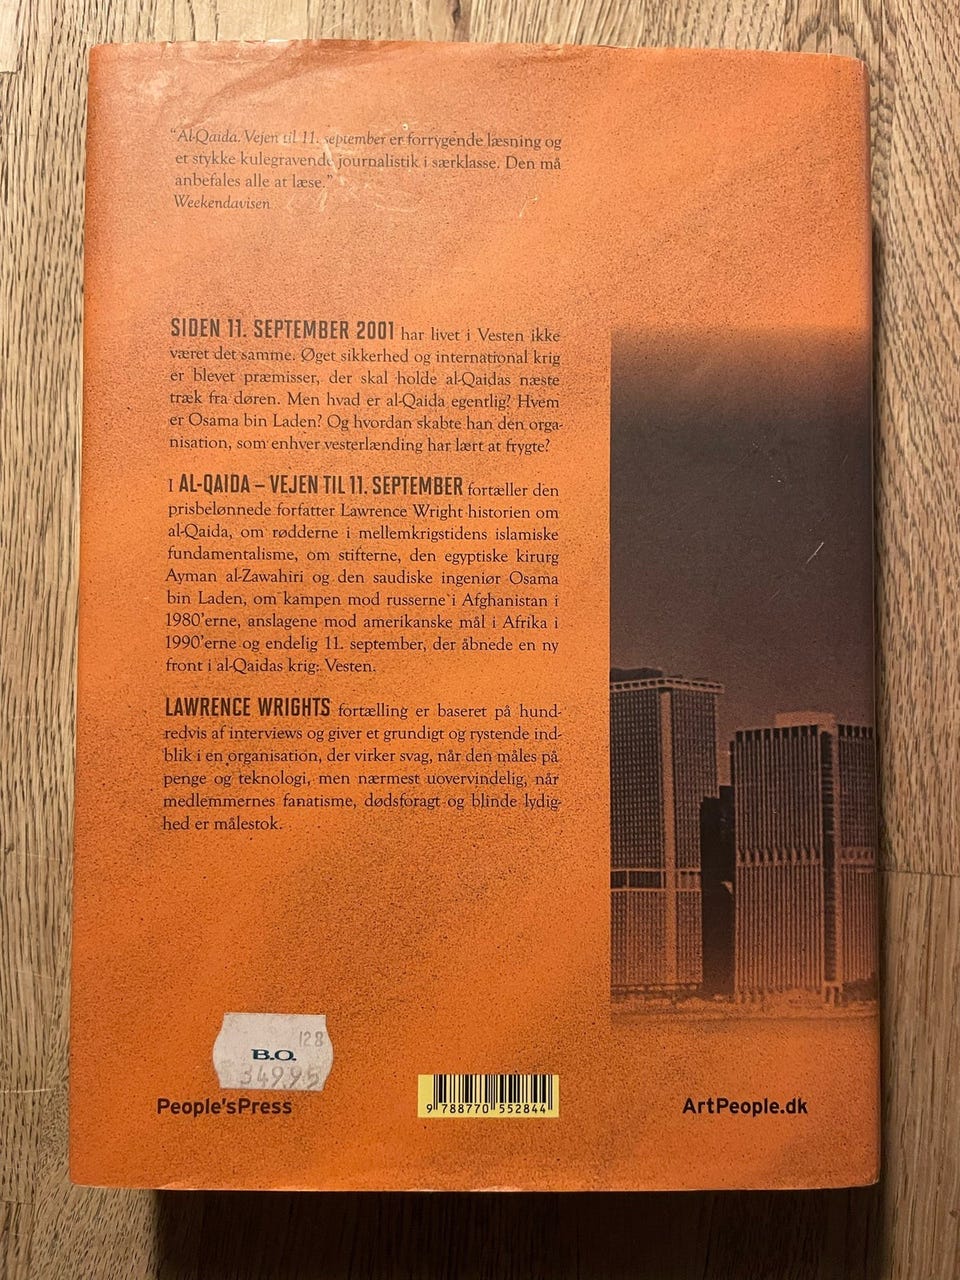 "Al-Qaida. Vejen til 11. september er forrygende læsning og
et stykke kulegravende journalistik i særklasse. Den må
anbefales alle at læse."
Weekendavisen
SIDEN 11. SEPTEMBER 2001 har livet i Vesten ikke
været det samme. Øget sikkerhed og international krig
er blevet præmisser, der skal holde al-Qaidas næste
træk fra døren. Men hvad er al-Qaida egentlig? Hvem
er Osama bin Laden? Og hvordan skabte han den orga-
nisation, som enhver vesterlænding har lært at frygte?
I AL-QAIDA – VEJEN TIL 11. SEPTEMBER fortæller den
prisbelønnede forfatter Lawrence Wright historien om
al-Qaida, om rødderne i mellemkrigstidens islamiske
fundamentalisme, om stifterne, den egyptiske kirurg
Ayman al-Zawahiri og den saudiske ingeniør Osama
bin Laden, om kampen mod russerne i Afghanistan i
1980'erne, anslagene mod amerikanske mål i Afrika i
1990'erne og endelig 11. september, der åbnede en ny
front i al-Qaidas krig: Vesten.
LAWRENCE WRIGHTS fortælling er baseret på hund-
redvis af interviews og giver et grundigt og rystende ind-
blik i en organisation, der virker svag, når den måles på
penge og teknologi, men nærmest uovervindelig, når
medlemmernes fanatisme, dødsforagt og blinde lydig-
hed er målestok.
128
B.O.
349.95
People'sPress
9 788770 552844
ArtPeople.dk